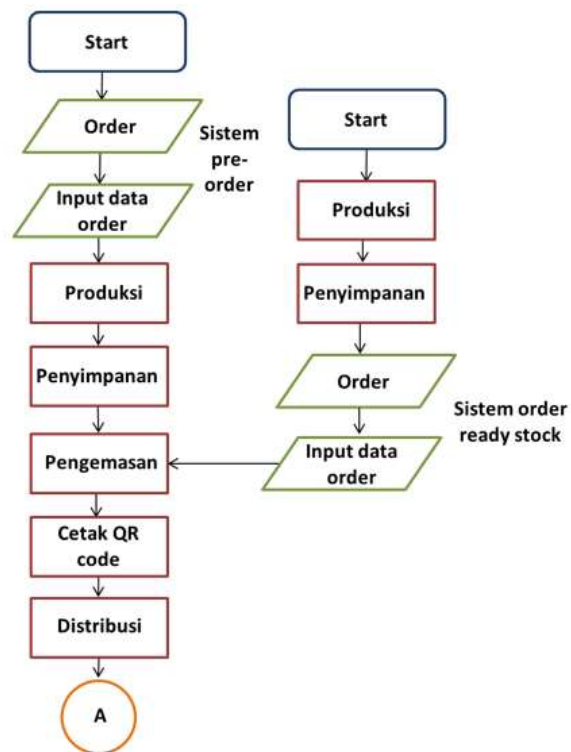 Start
Order
Sistem
pre-
order
Input data
order
Produksi
Penyimpanan
Pengemasan
Cetak QR
code
Distribusi
A
Start
Produksi
Penyimpanan
Order
Sistem order
ready stock
Input data
order